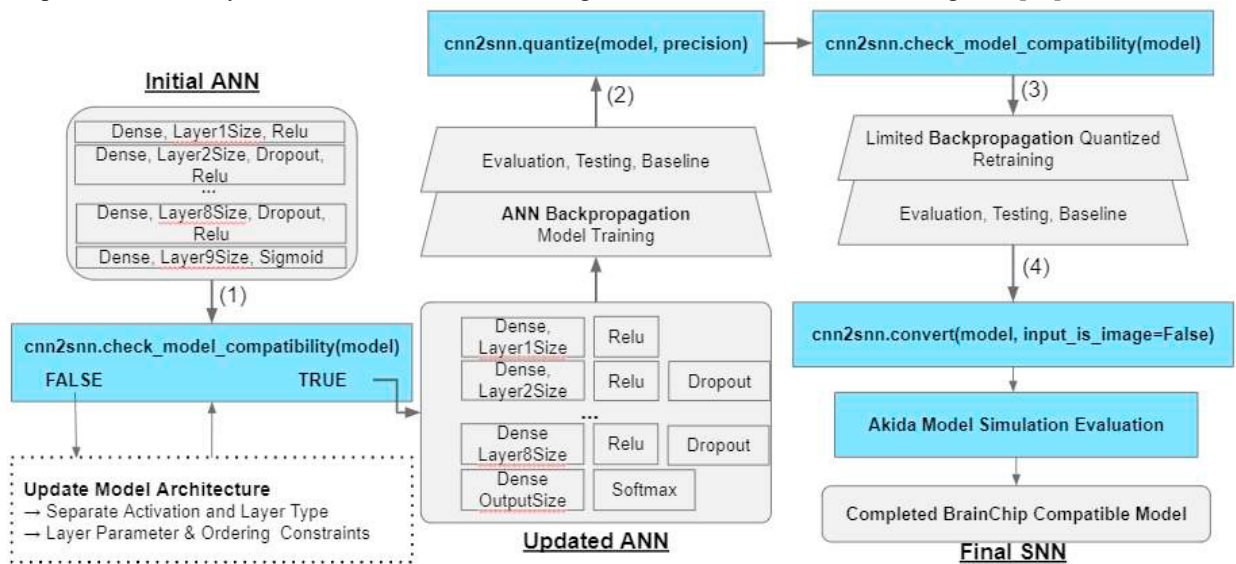 Initial ANN
Dense, Layer1Size, Relu
Dense, Layer2Size, Dropout,
Relu
...
Dense, Layer8Size, Dropout,
Relu
Dense, Layer9Size, Sigmoid
(1)
cnn2snn.check_model_compatibility(model)
FALSE TRUE
Update Model Architecture
→ Separate Activation and Layer Type
→ Layer Parameter & Ordering Constraints
cnn2snn.quantize(model, precision)
(2)
Evaluation, Testing, Baseline
ANN Backpropagation
Model Training
Dense,
Layer1Size
Relu
Dense,
Layer2Size
Relu
Dropout
...
Dense
Layer8Size
Relu
Dropout
Dense
OutputSize
Softmax
Updated ANN
cnn2snn.check_model_compatibility(model)
(3)
Limited Backpropagation Quantized
Retraining
Evaluation, Testing, Baseline
(4)
cnn2snn.convert(model, input_is_image=False)
Akida Model Simulation Evaluation
Completed BrainChip Compatible Model
Final SNN